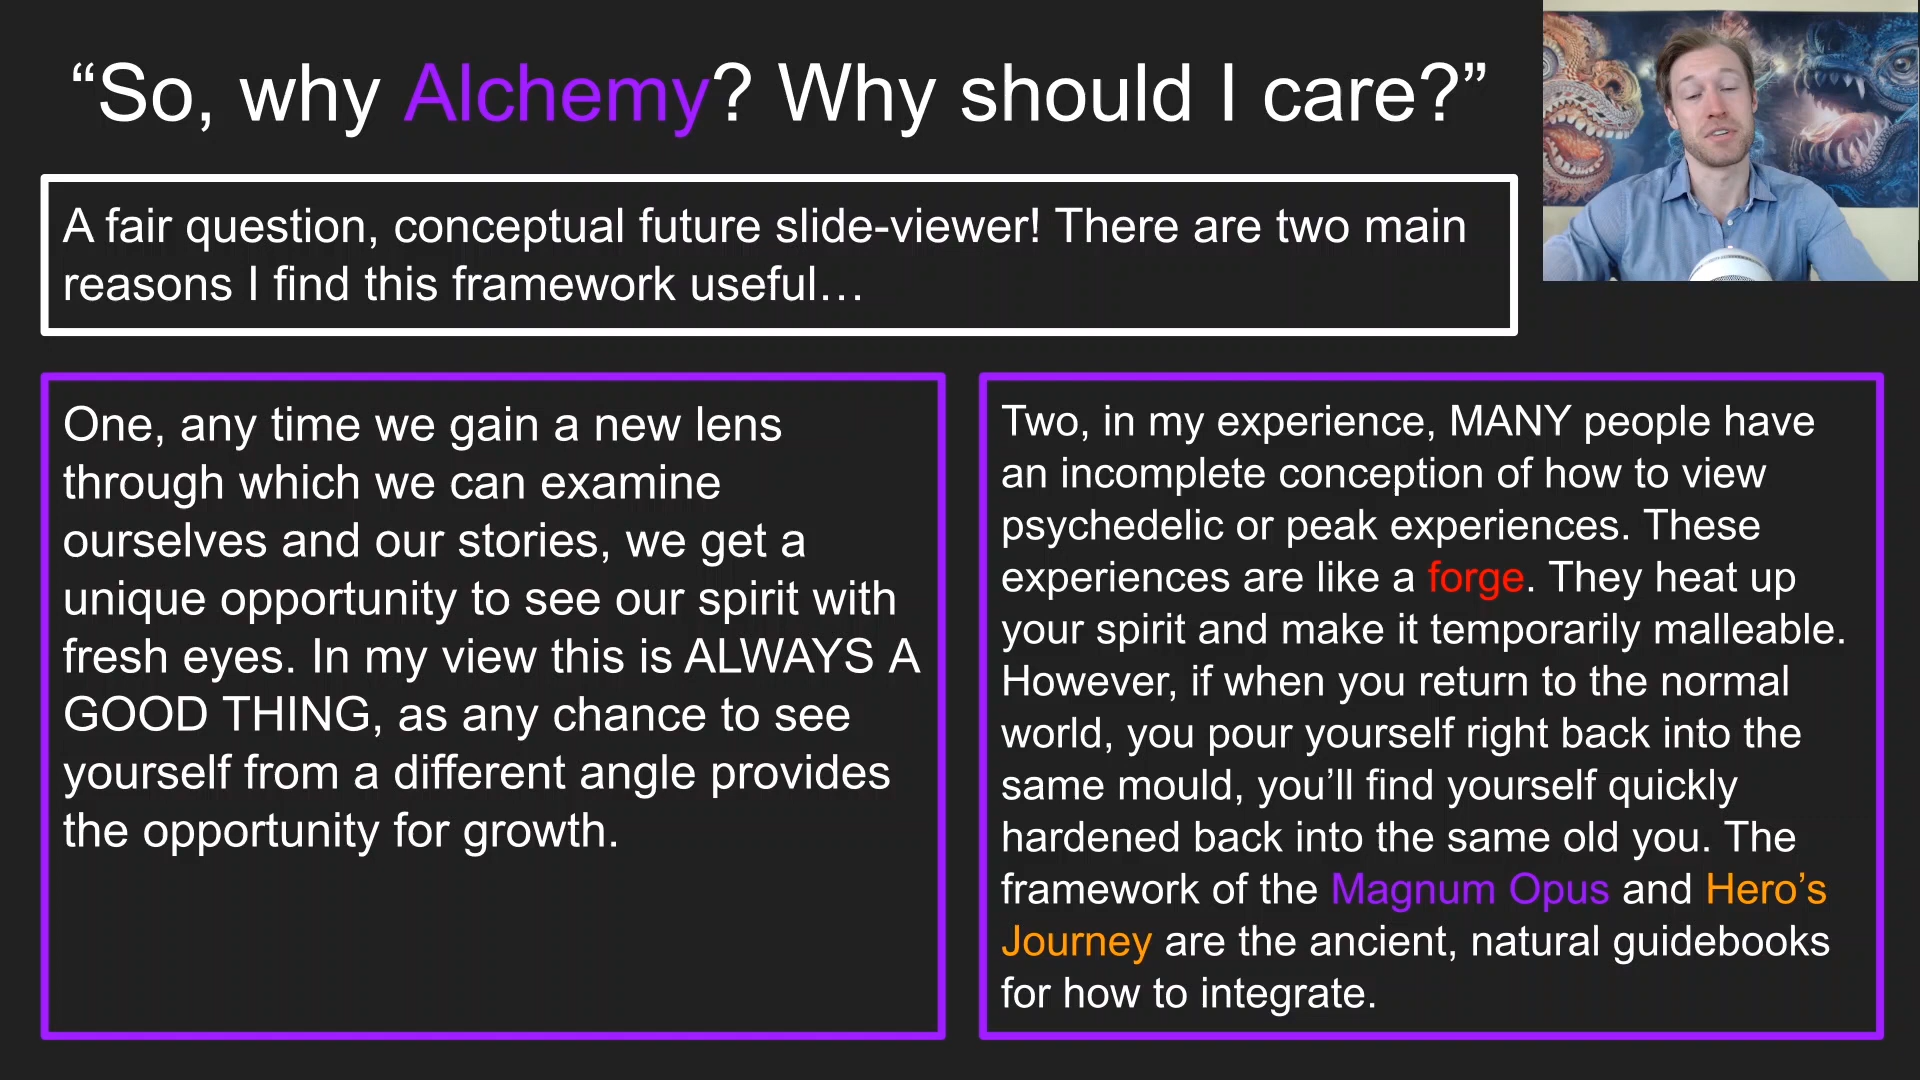 “So, why Alchemy? Why should I care?”
A fair question, conceptual future slide-viewer! There are two main
reasons I find this framework useful…
One, any time we gain a new lens
through which we can examine
ourselves and our stories, we get a
unique opportunity to see our spirit with
fresh eyes. In my view this is ALWAYS A
GOOD THING, as any chance to see
yourself from a different angle provides
the opportunity for growth.
Two, in my experience, MANY people have
an incomplete conception of how to view
psychedelic or peak experiences. These
experiences are like a forge. They heat up
your spirit and make it temporarily malleable.
However, if when you return to the normal
world, you pour yourself right back into the
same mould, you’ll find yourself quickly
hardened back into the same old you. The
framework of the Magnum Opus and Hero’s
Journey are the ancient, natural guidebooks
for how to integrate.